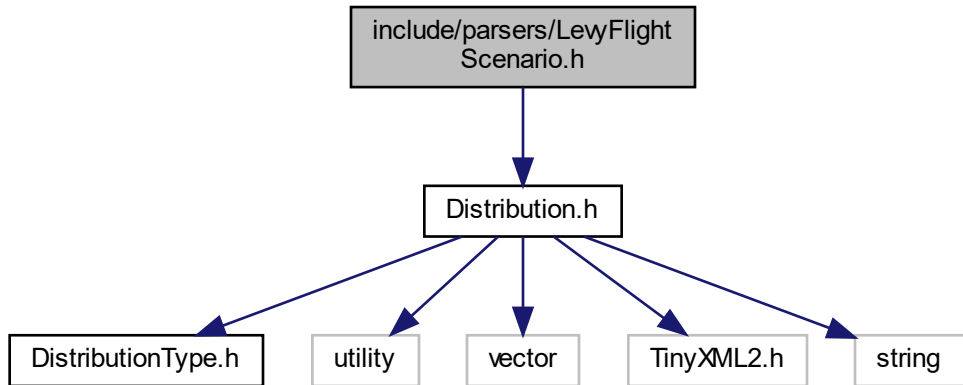 include/parsers/LevyFlight
Scenario.h
Distribution.h
DistributionType.h
utility
vector
TinyXML2.h
string